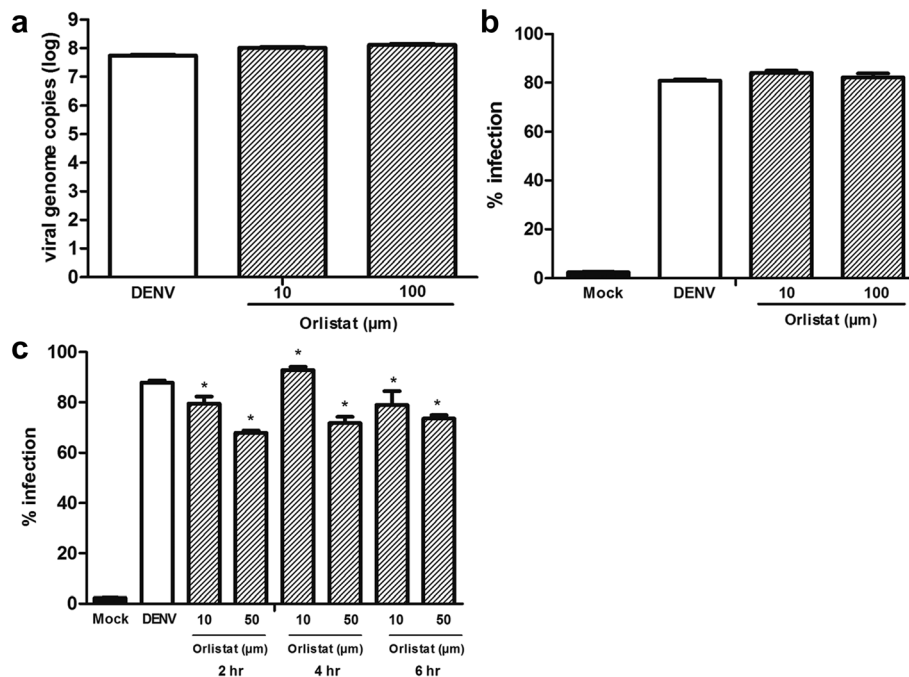 a
viral genome copies (log)
9
8
7
6
5
4
3
2
1
0
DENV
10
100
Orlistat (μm)
b
% infection
100
80
60
40
20
0
Mock
DENV
10
100
Orlistat (μm)
c
% infection
100
80
60
40
20
0
*
*
*
*
*
*
Mock
DENV
10
50
10
50
10
50
Orlistat (μm)
Orlistat (μm)
Orlistat (μm)
2 hr
4 hr
6 hr